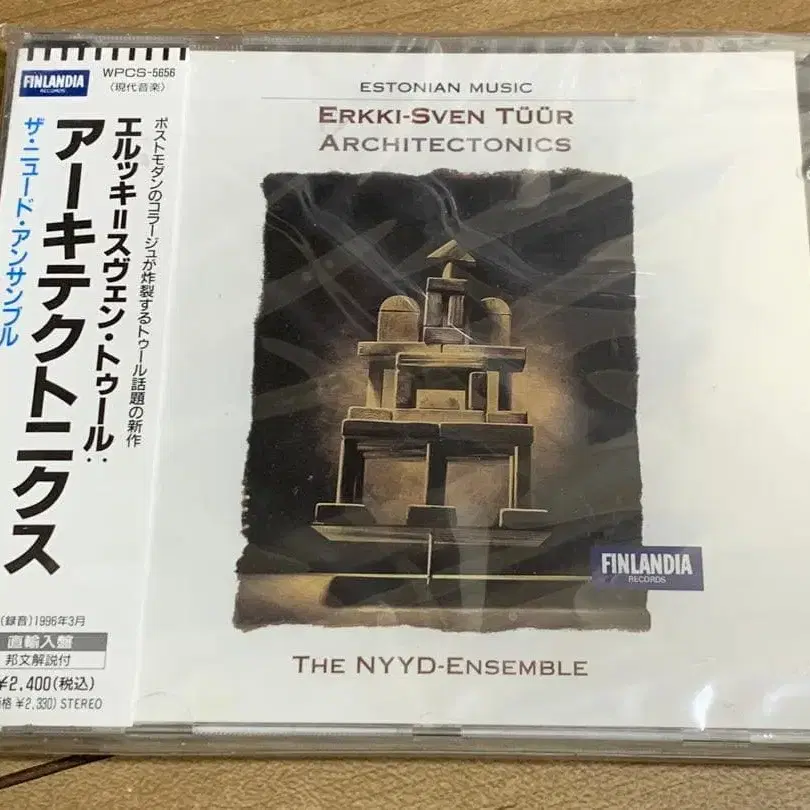 FINLANDIA
RECORDS
WPCS-5656
〈現代音楽〉
ポストモダンのコラージュが炸裂するトゥール話題の新作
エルッキ=スヴェン・トゥール:
アーキテクトニクス
ザ・ニュード・アンサンブル
(録音)1996年3月
直輸入盤
邦文解説付
¥2,400(税込)
格 ¥2,330) STEREO
ESTONIAN MUSIC
ERKKI-SVEN TÜÜR
ARCHITECTONICS
FINLANDIA
RECORDS
THE NYYD-ENSEMBLE